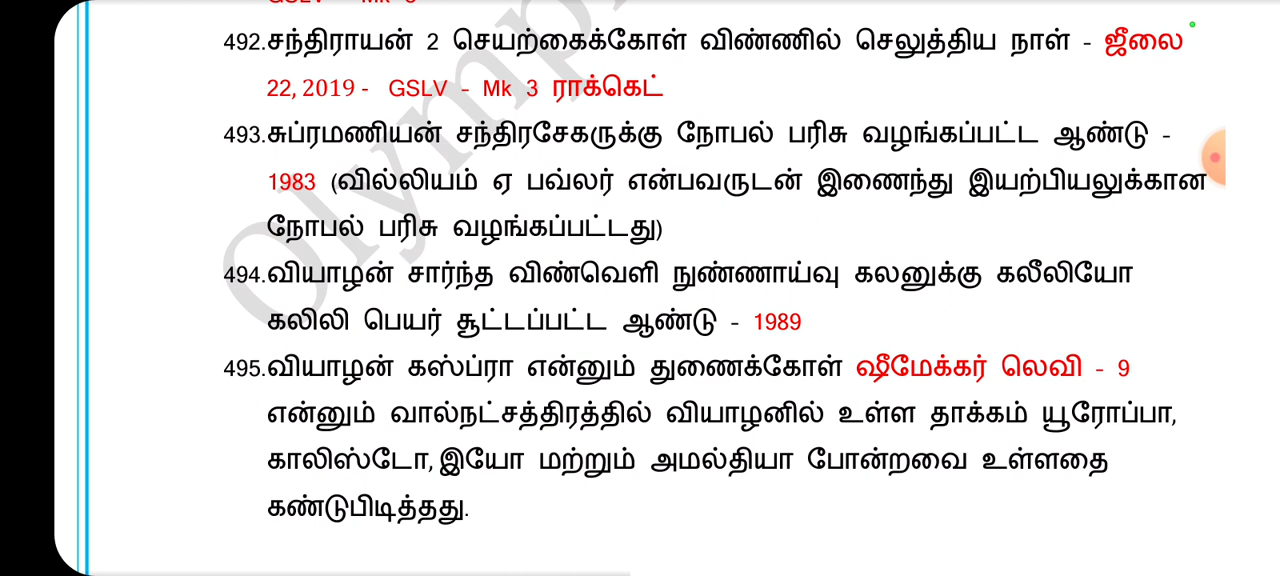 GSLV - Mk 3
492.சந்திராயன் 2 செயற்கைக்கோள் விண்ணில் செலுத்திய நாள் - ஜீலை
22, 2019 - GSLV - Mk 3 ராக்கெட்
493.சுப்ரமணியன் சந்திரசேகருக்கு நோபல் பரிசு வழங்கப்பட்ட ஆண்டு -
1983 (வில்லியம் ஏ பவ்லர் என்பவருடன் இணைந்து இயற்பியலுக்கான
நோபல் பரிசு வழங்கப்பட்டது)
494.வியாழன் சார்ந்த விண்வெளி நுண்ணாய்வு கலனுக்கு கலீலியோ
கலிலி பெயர் சூட்டப்பட்ட ஆண்டு - 1989
495.வியாழன் கஸ்ப்ரா என்னும் துணைக்கோள் ஷீமேக்கர் லெவி - 9
என்னும் வால்நட்சத்திரத்தில் வியாழனில் உள்ள தாக்கம் யூரோப்பா,
காலிஸ்டோ, இயோ மற்றும் அமல்தியா போன்றவை உள்ளதை
கண்டுபிடித்தது.